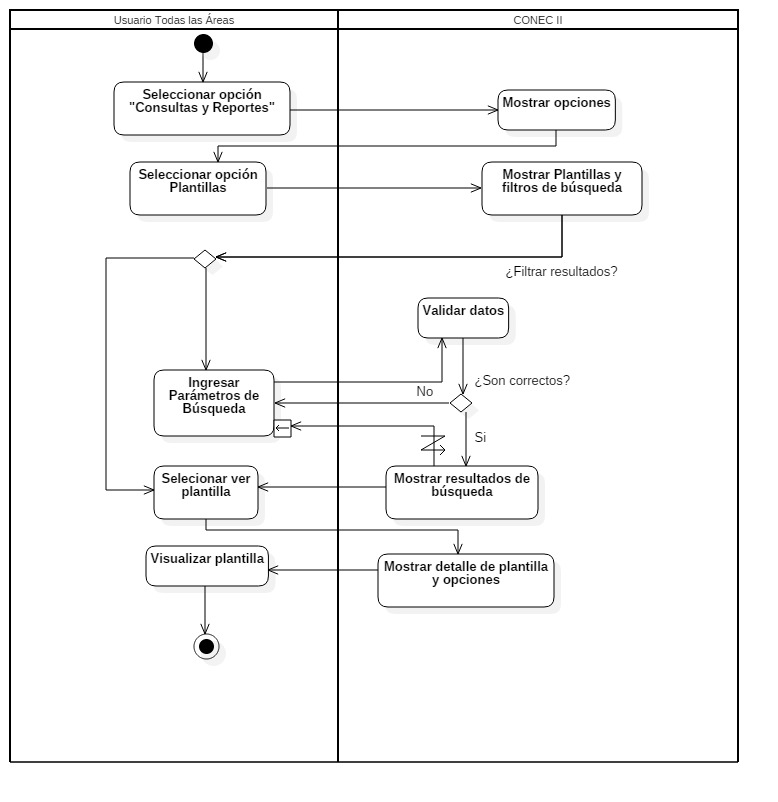 Usuario Todas las Áreas
CONEC II
Seleccionar opción
"Consultas y Reportes"
Mostrar opciones
Seleccionar opción
Plantillas
Mostrar Plantillas y
filtros de búsqueda
¿Filtrar resultados?
Validar datos
Ingresar
Parámetros de
Búsqueda
¿Son correctos?
No
Si
Selecionar ver
plantilla
Mostrar resultados de
búsqueda
Visualizar plantilla
Mostrar detalle de plantilla
y opciones